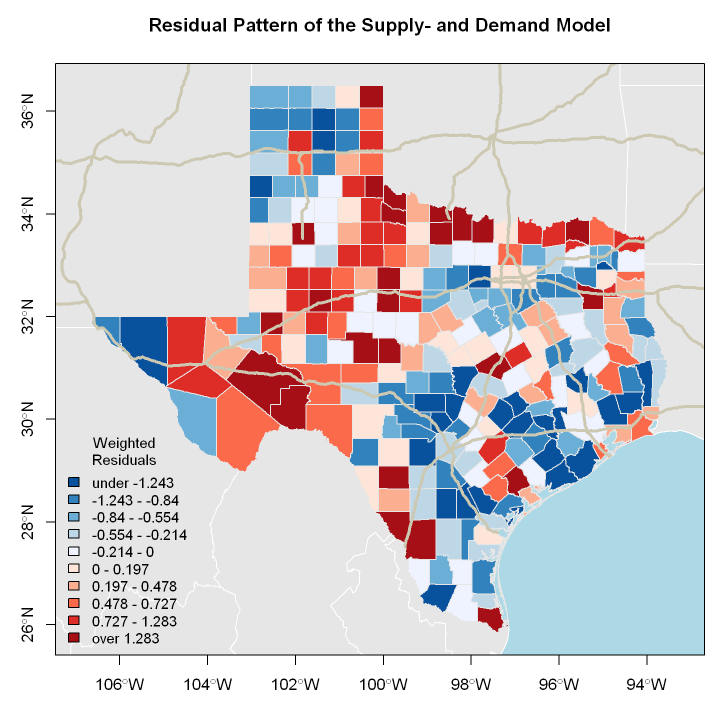 Residual Pattern of the Supply- and Demand Model
36°N
34°N
32°N
30°N
28°N
26°N
Weighted
Residuals
under -1.243
-1.243 - -0.84
-0.84 - -0.554
-0.554 - -0.214
-0.214 - 0
0 - 0.197
0.197 - 0.478
0.478 - 0.727
0.727 - 1.283
over 1.283
106°W
104°W
102°W
100°W
98°W
96°W
94°W